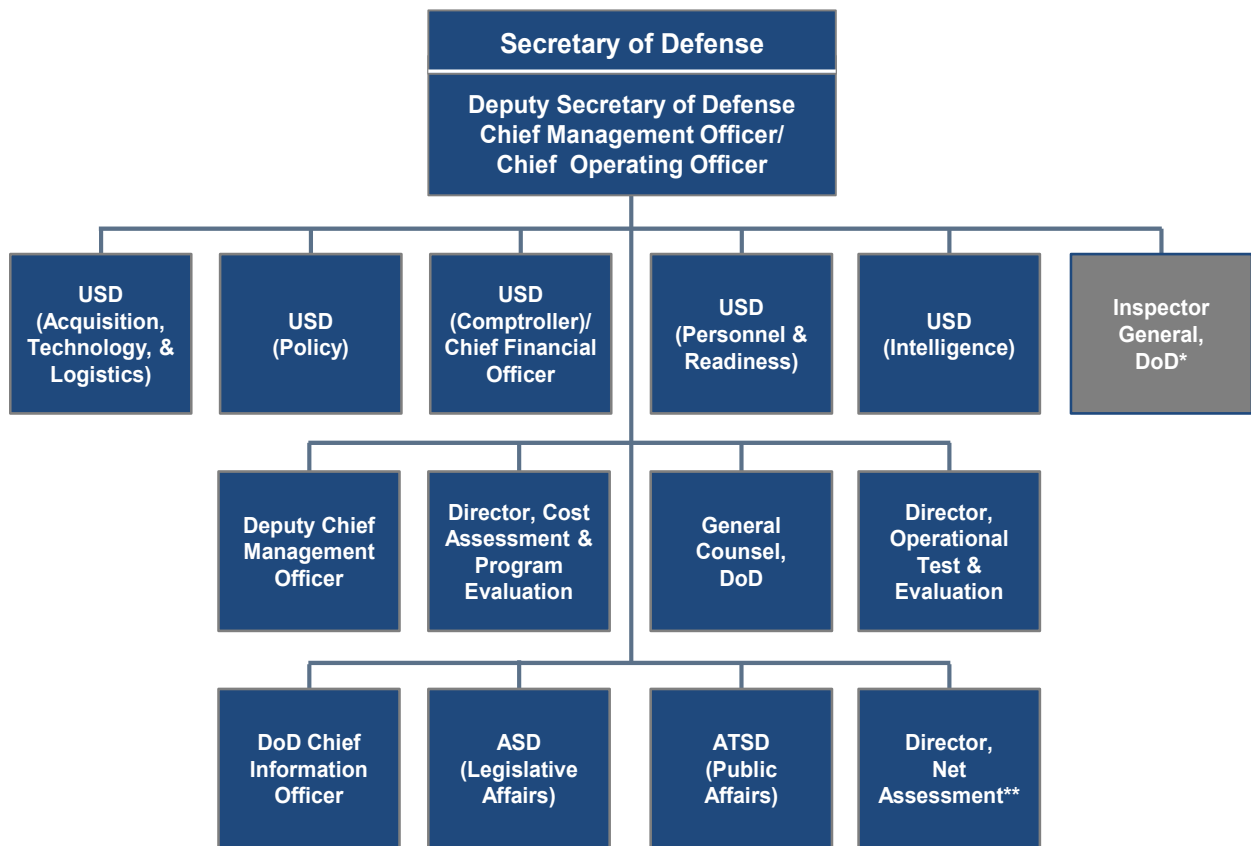 Secretary of Defense
Deputy Secretary of Defense
Chief Management Officer/
Chief Operating Officer
USD
(Acquisition,
Technology, &
Logistics)
USD
(Policy)
USD
(Comptroller)/
Chief Financial
Officer
USD
(Personnel &
Readiness)
USD
(Intelligence)
Inspector
General,
DoD*
Deputy Chief
Management
Officer
Director, Cost
Assessment &
Program
Evaluation
General
Counsel,
DoD
Director,
Operational
Test &
Evaluation
DoD Chief
Information
Officer
ASD
(Legislative
Affairs)
ATSD
(Public
Affairs)
Director,
Net
Assessment**